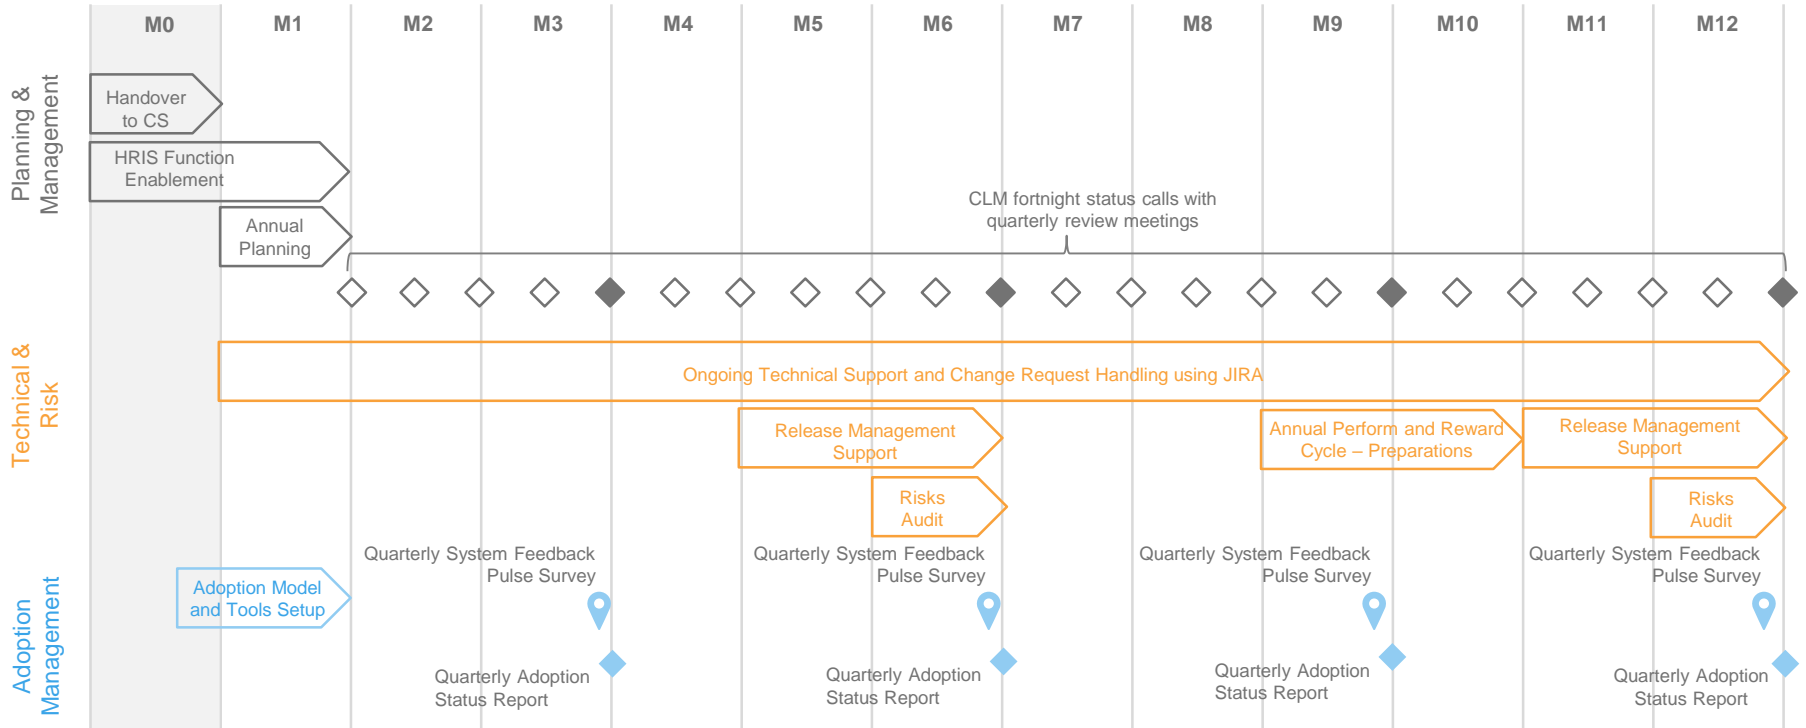 M0
M1
M2
M3
M4
M5
M6
M7
M8
M9
M10
M11
M12
Planning &
Management
Handover
to CS
HRIS Function
Enablement
Annual
Planning
CLM fortnight status calls with
quarterly review meetings
Technical &
Risk
Ongoing Technical Support and Change Request Handling using JIRA
Release Management
Support
Annual Perform and Reward
Cycle – Preparations
Release Management
Support
Risks
Audit
Risks
Audit
Adoption
Management
Adoption Model
and Tools Setup
Quarterly System Feedback
Pulse Survey
Quarterly System Feedback
Pulse Survey
Quarterly System Feedback
Pulse Survey
Quarterly System Feedback
Pulse Survey
Quarterly Adoption
Status Report
Quarterly Adoption
Status Report
Quarterly Adoption
Status Report
Quarterly Adoption
Status Report